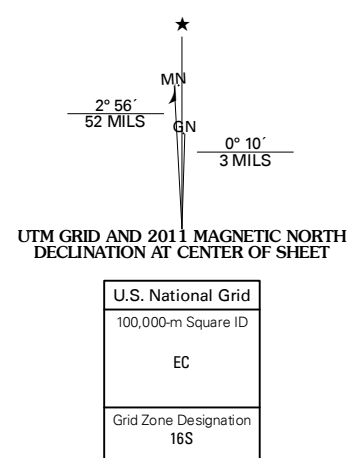 MN
GN
2° 56´
52 MILS
0° 10´
3 MILS
UTM GRID AND 2011 MAGNETIC NORTH
DECLINATION AT CENTER OF SHEET
U.S. National Grid
100,000-m Square ID
EC
Grid Zone Designation
16S